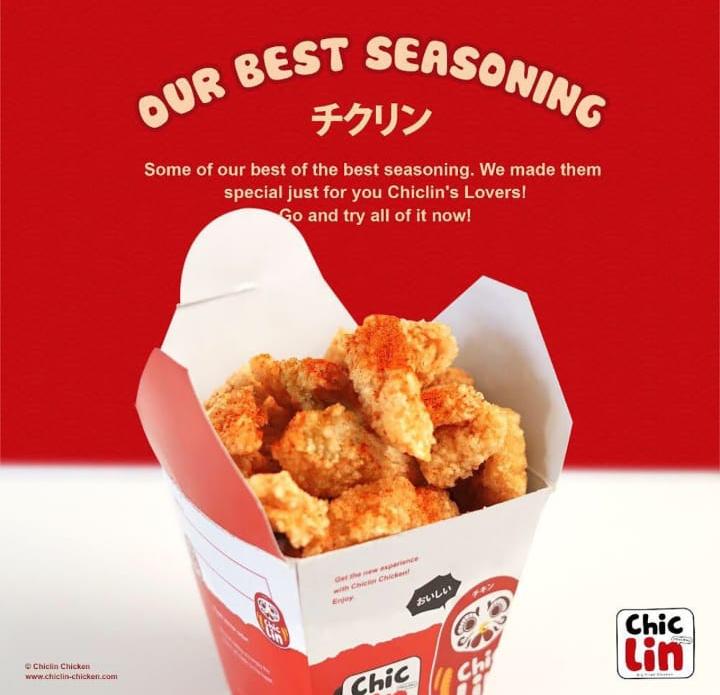 OUR BEST SEASONING
チクリン
Some of our best of the best seasoning. We made them
special just for you Chiclin's Lovers!
Go and try all of it now!
Get the new experience
with Chiclin Chicken!
Enjoy.
おいしい
チキン
Chic
Lin
Chic
Chi
Chic
Lin
© Chiclin Chicken
www.chiclin-chicken.com